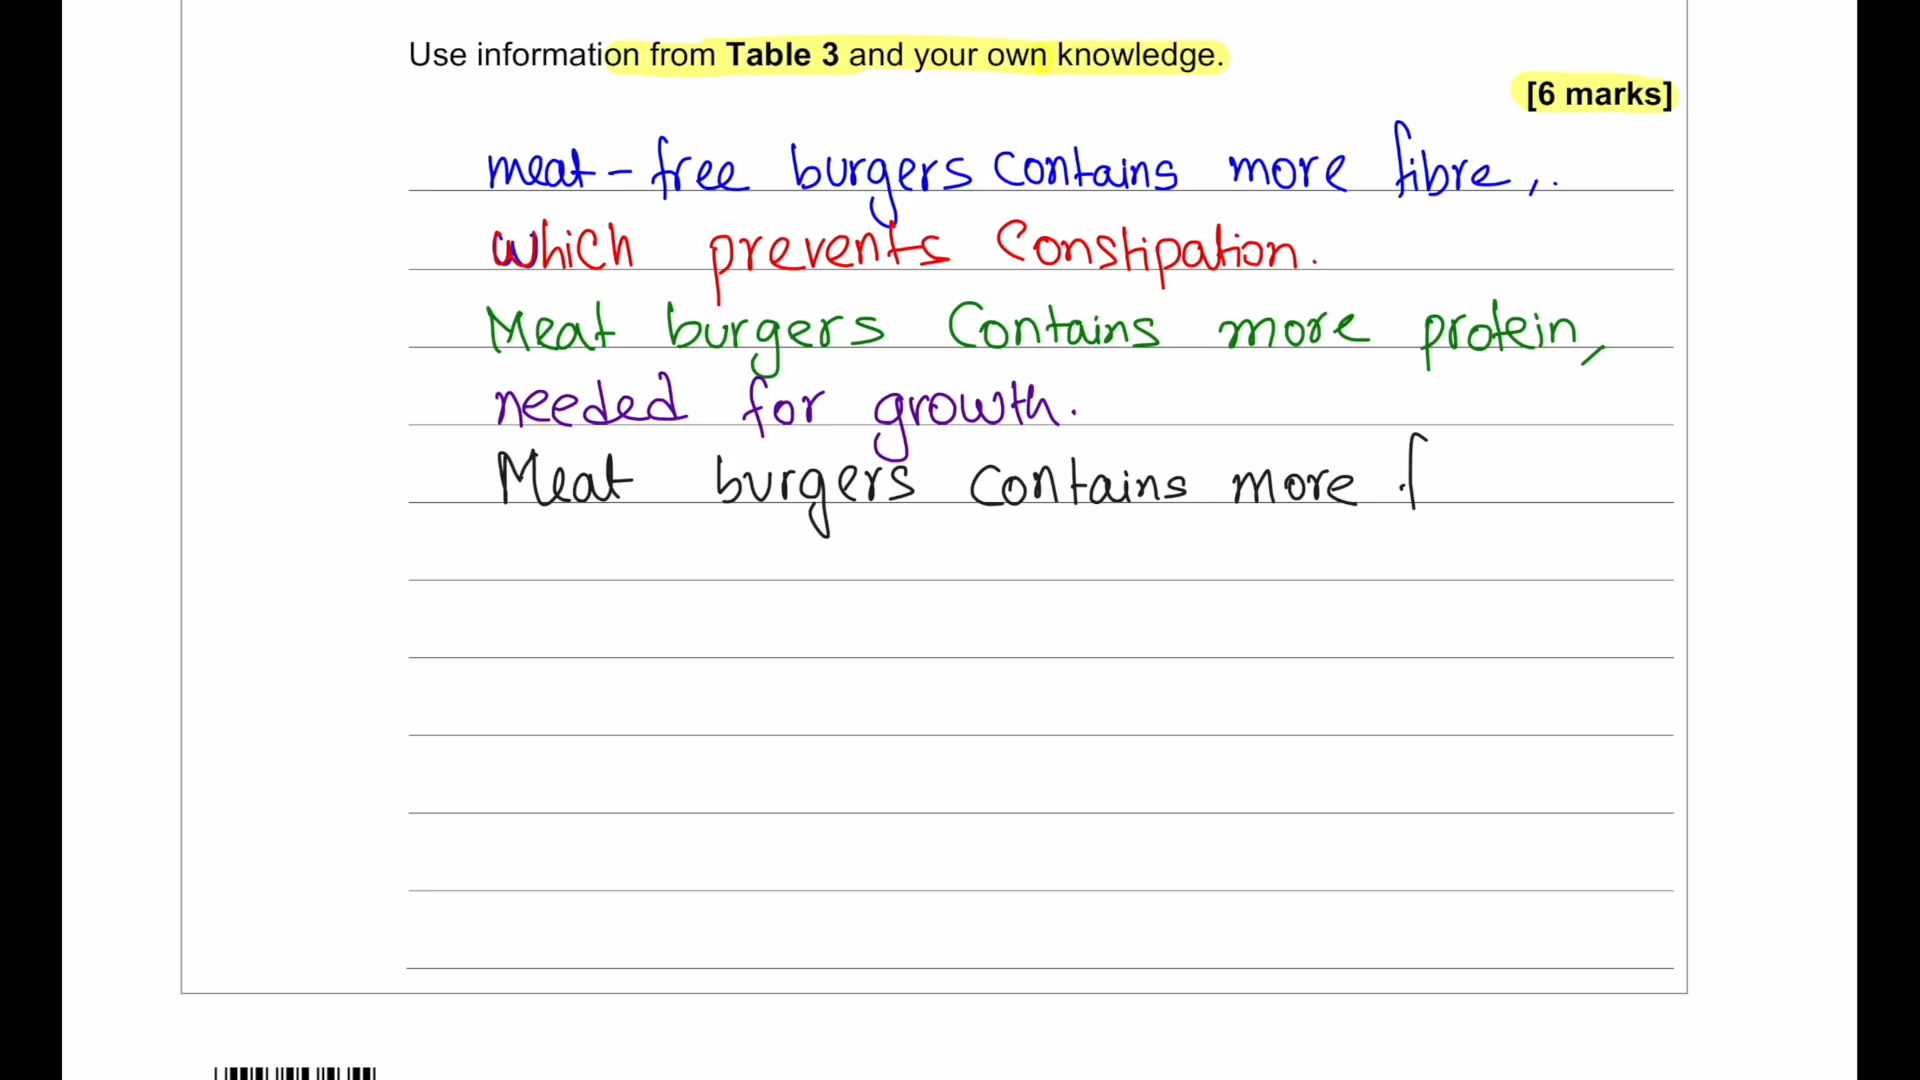 Use information from Table 3 and your own knowledge.
[6 marks]
meat-free burgers contains more fibre,.
which prevents constipation.
Meat burgers contains more protein,
needed for growth.
Meat burgers contains more